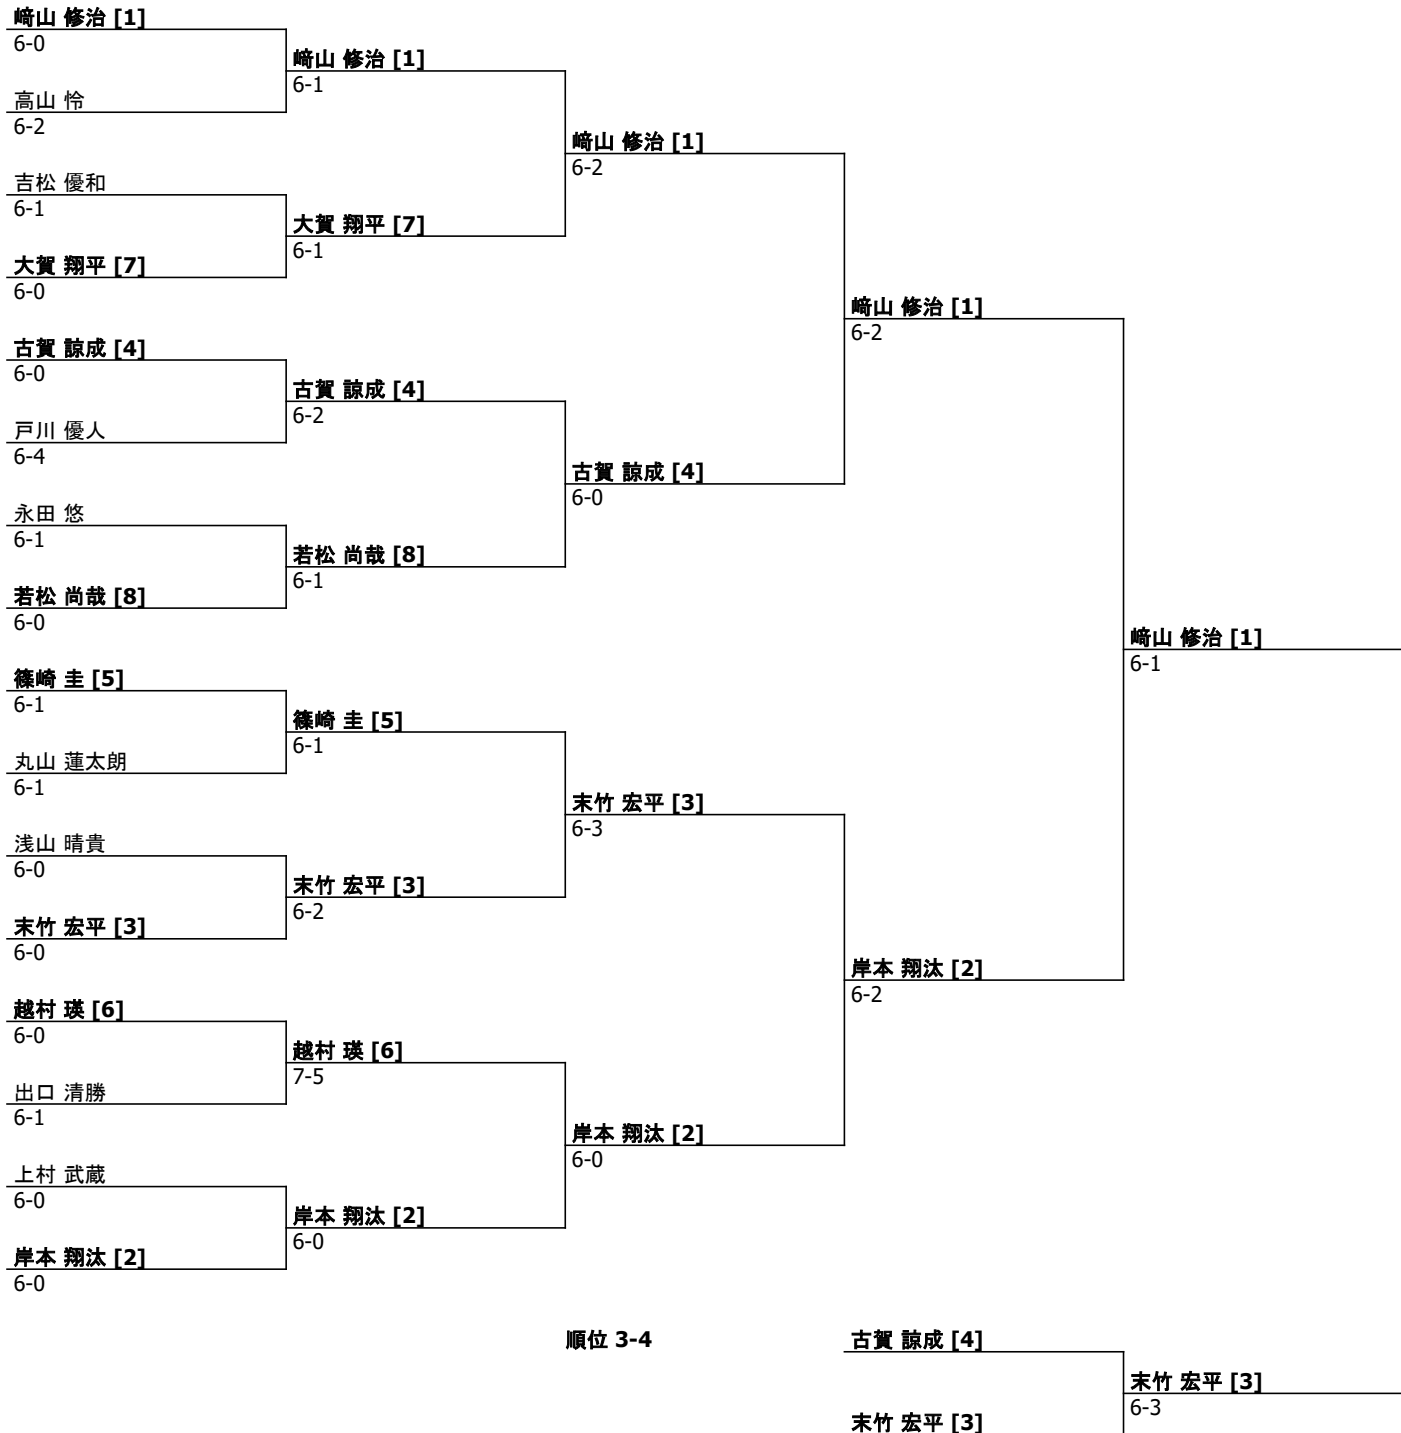 﨑山 修治 [1]
6-0
高山 怜
6-2
吉松 優和
6-1
大賀 翔平 [7]
6-0
古賀 諒成 [4]
6-0
戸川 優人
6-4
永田 悠
6-1
若松 尚哉 [8]
6-0
篠崎 圭 [5]
6-1
丸山 蓮太朗
6-1
浅山 晴貴
6-0
末竹 宏平 [3]
6-0
越村 瑛 [6]
6-0
出口 清勝
6-1
上村 武蔵
6-0
岸本 翔汰 [2]
6-0
﨑山 修治 [1]
6-1
大賀 翔平 [7]
6-1
古賀 諒成 [4]
6-2
若松 尚哉 [8]
6-1
篠崎 圭 [5]
6-1
末竹 宏平 [3]
6-2
越村 瑛 [6]
7-5
岸本 翔汰 [2]
6-0
﨑山 修治 [1]
6-2
古賀 諒成 [4]
6-0
末竹 宏平 [3]
6-3
岸本 翔汰 [2]
6-0
﨑山 修治 [1]
6-2
岸本 翔汰 [2]
6-2
﨑山 修治 [1]
6-1
順位 3-4
古賀 諒成 [4]
末竹 宏平 [3]
末竹 宏平 [3]
6-3